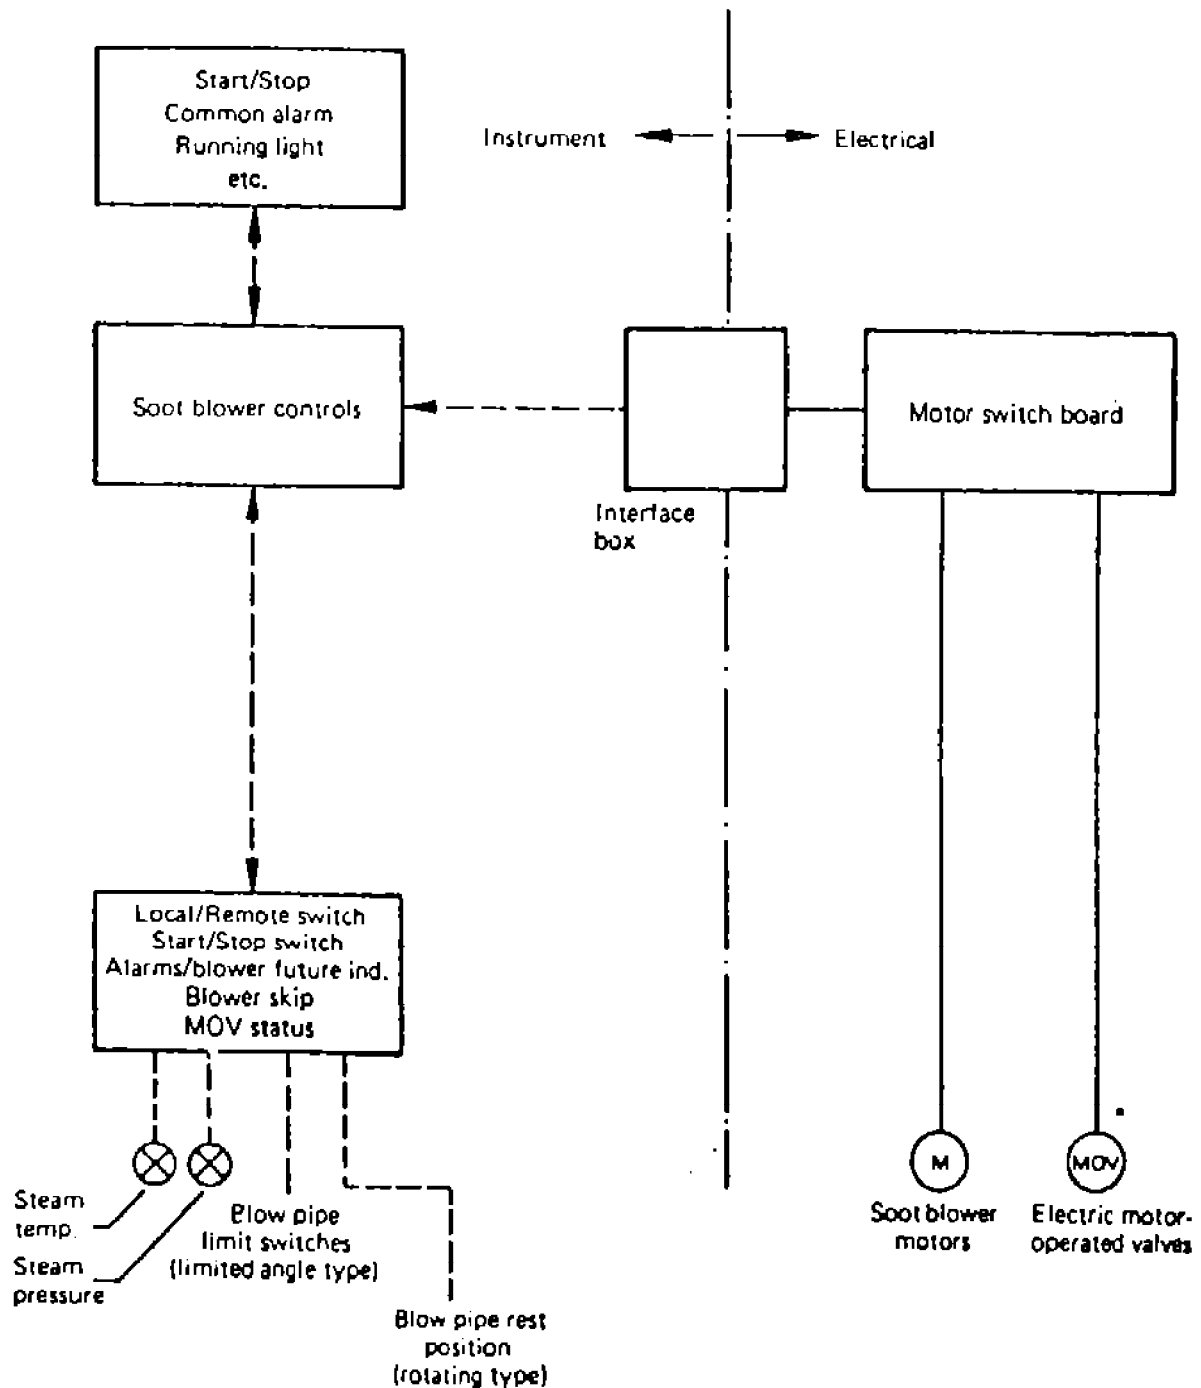 Start/Stop
Common alarm
Running light
etc.
Instrument
Electrical
Soot blower controls
Motor switch board
Interface
box
Local/Remote switch
Start/Stop switch
Alarms/blower future ind.
Blower skip
MOV status
M
MOV
Steam
temp.
Steam
pressure
Blow pipe
limit switches
(limited angle type)
Blow pipe rest
position
(rotating type)
Soot blower
motors
Electric motor-
operated valves